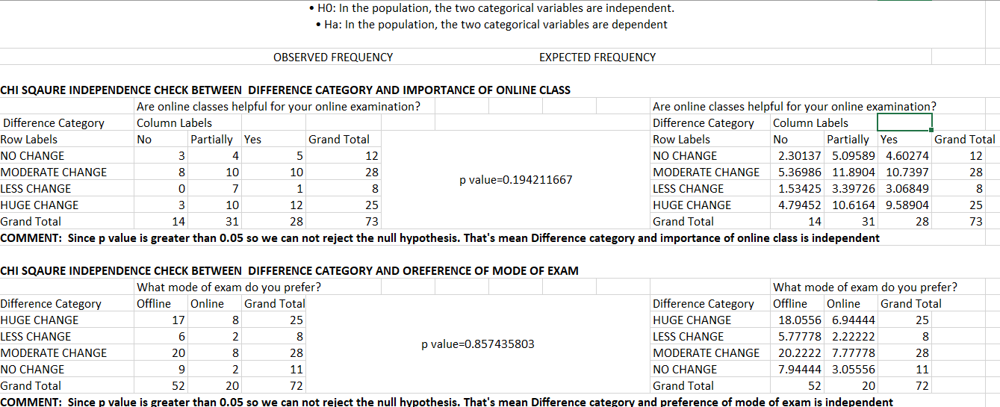 • H0: In the population, the two categorical variables are independent.
• Ha: In the population, the two categorical variables are dependent
OBSERVED FREQUENCY EXPECTED FREQUENCY
CHI SQAURE INDEPENDENCE CHECK BETWEEN DIFFERENCE CATEGORY AND IMPORTANCE OF ONLINE CLASS
Are online classes helpful for your online examination? Are online classes helpful for your online examination?
Difference Category Column Labels Difference Category Column Labels
Row Labels No Partially Yes Grand Total Row Labels No Partially Yes Grand Total
NO CHANGE 3 4 5 12 NO CHANGE 2.30137 5.09589 4.60274 12
MODERATE CHANGE 8 10 10 28 MODERATE CHANGE 5.36986 11.8904 10.7397 28
p value=0.194211667
LESS CHANGE 0 7 1 8 LESS CHANGE 1.53425 3.39726 3.06849 8
HUGE CHANGE 3 10 12 25 HUGE CHANGE 4.79452 10.6164 9.58904 25
Grand Total 14 31 28 73 Grand Total 14 31 28 73
COMMENT: Since p value is greater than 0.05 so we can not reject the null hypothesis. That's mean Difference category and importance of online class is independent
CHI SQAURE INDEPENDENCE CHECK BETWEEN DIFFERENCE CATEGORY AND OREFERENCE OF MODE OF EXAM
What mode of exam do you prefer? What mode of exam do you prefer?
Difference Category Offline Online Grand Total Difference Category Offline Online Grand Total
HUGE CHANGE 17 8 25 HUGE CHANGE 18.0556 6.94444 25
LESS CHANGE 6 2 8 LESS CHANGE 5.77778 2.22222 8
p value=0.857435803
MODERATE CHANGE 20 8 28 MODERATE CHANGE 20.2222 7.77778 28
NO CHANGE 9 2 11 NO CHANGE 7.94444 3.05556 11
Grand Total 52 20 72 Grand Total 52 20 72
COMMENT: Since p value is greater than 0.05 so we can not reject the null hypothesis. That's mean Difference category and preference of mode of exam is independent